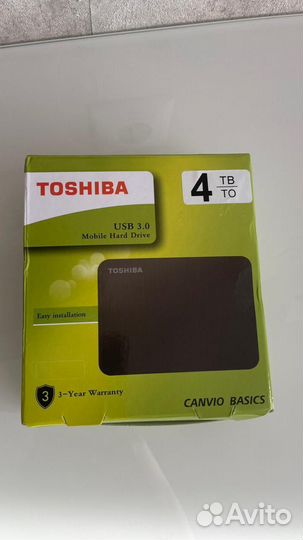 TOSHIBA
4 TB
TO
USB 3.0
Mobile Hard Drive
TOSHIBA
Easy installation
3
3-Year Warranty
CANVIO BASICS
Avito